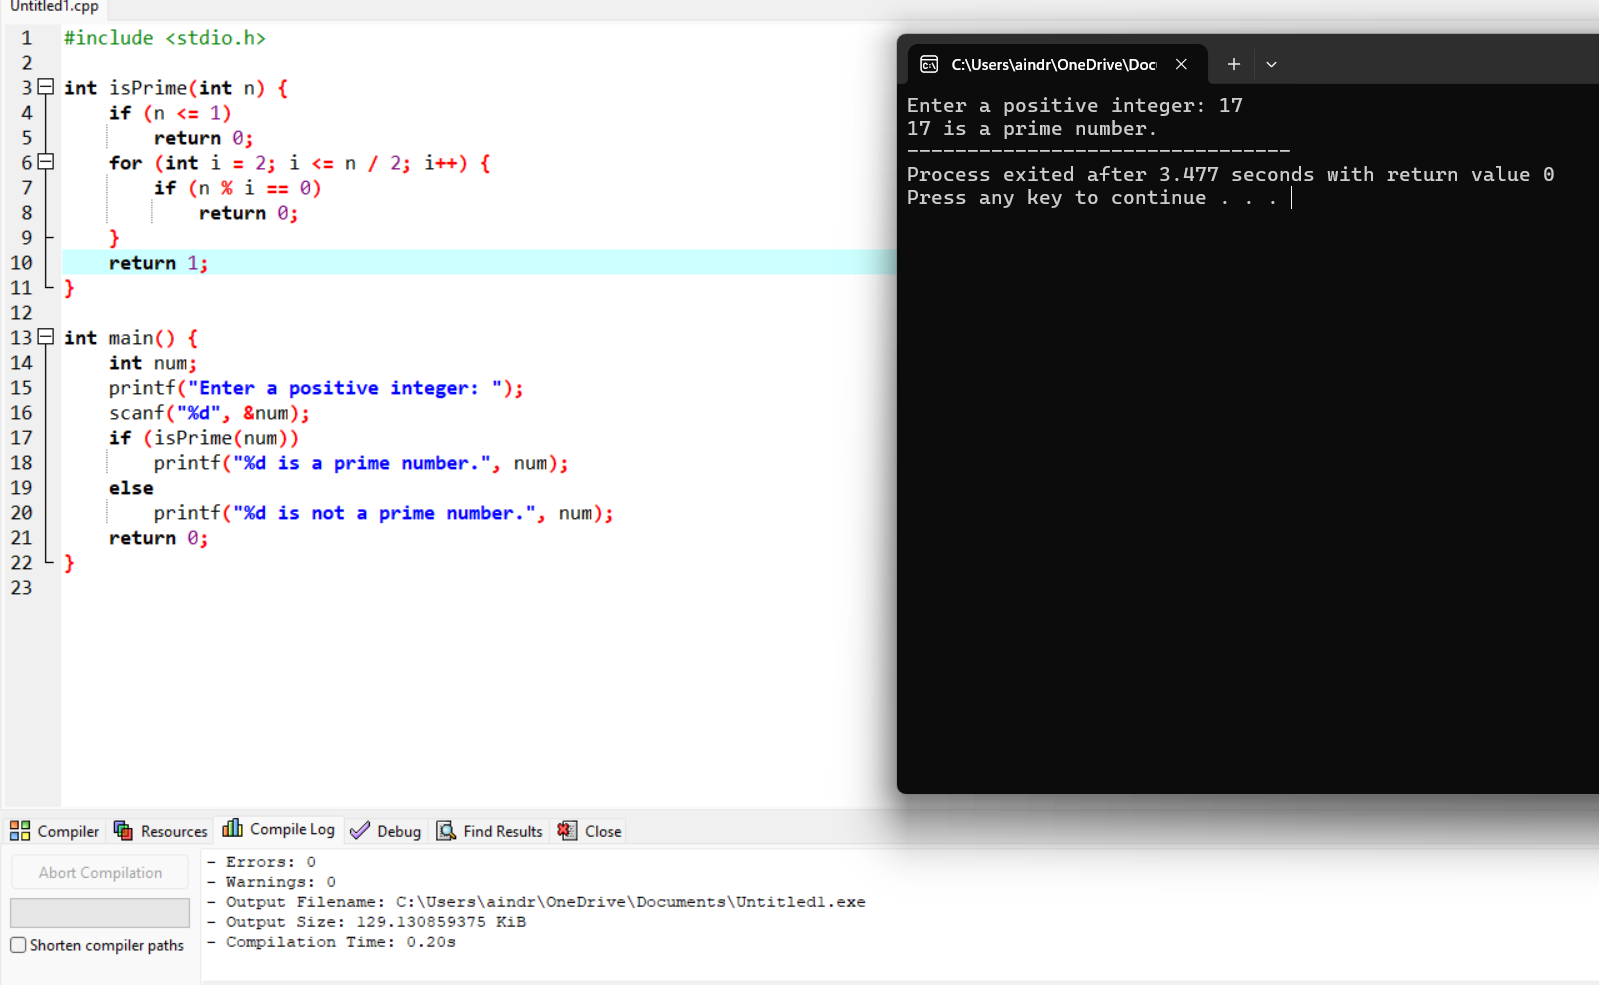 Untitled1.cpp
1 #include <stdio.h>
2
3 int isPrime(int n) {
4     if (n <= 1)
5         return 0;
6     for (int i = 2; i <= n / 2; i++) {
7         if (n % i == 0)
8             return 0;
9     }
10     return 1;
11 }
12
13 int main() {
14     int num;
15     printf("Enter a positive integer: ");
16     scanf("%d", &num);
17     if (isPrime(num))
18         printf("%d is a prime number.", num);
19     else
20         printf("%d is not a prime number.", num);
21     return 0;
22 }
23
C:\Users\aindr\OneDrive\Doc
Enter a positive integer: 17
17 is a prime number.
--------------------------------
Process exited after 3.477 seconds with return value 0
Press any key to continue . . .
Compiler Resources Compile Log Debug Find Results Close
Abort Compilation
Shorten compiler paths
- Errors: 0
- Warnings: 0
- Output Filename: C:\Users\aindr\OneDrive\Documents\Untitled1.exe
- Output Size: 129.130859375 KiB
- Compilation Time: 0.20s